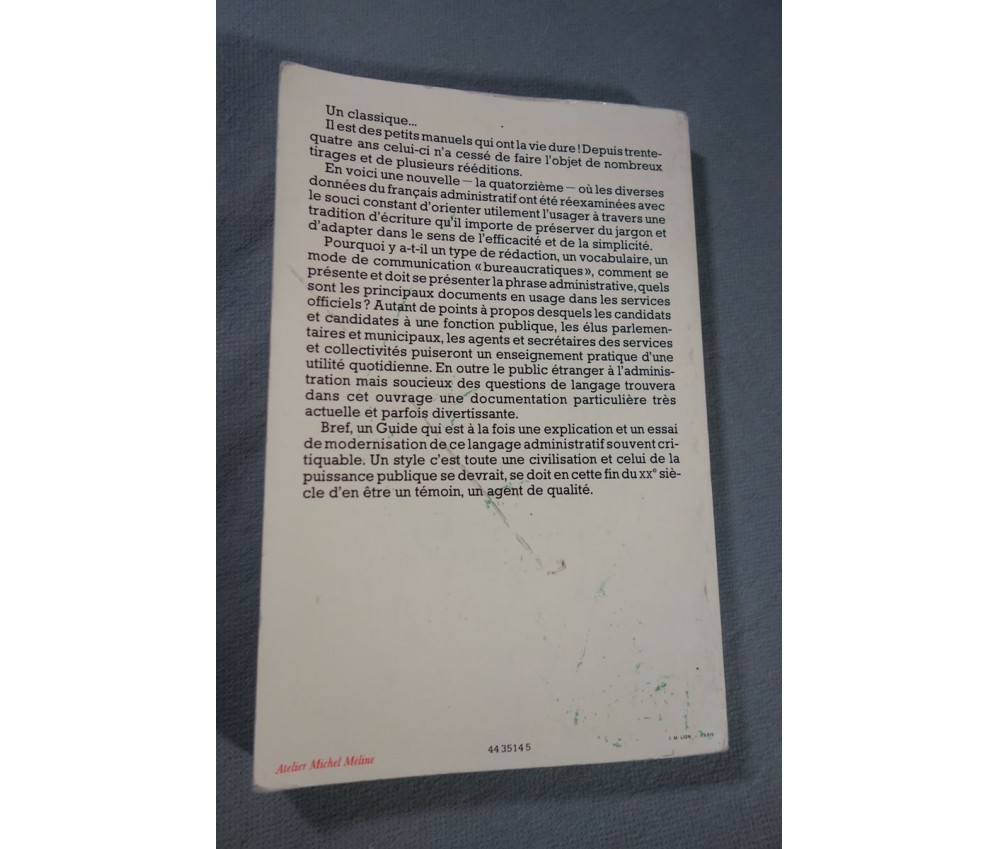 Un classique...
Il est des petits manuels qui ont la vie dure ! Depuis trente-
quatre ans celui-ci n'a cessé de faire l'objet de nombreux
tirages et de plusieurs rééditions.
En voici une nouvelle — la quatorzième — où les diverses
données du français administratif ont été réexaminées avec
le souci constant d'orienter utilement l'usager à travers une
tradition d'écriture qu'il importe de préserver du jargon et
d'adapter dans le sens de l'efficacité et de la simplicité.
Pourquoi y a-t-il un type de rédaction, un vocabulaire, un
mode de communication « bureaucratiques », comment se
présente et doit se présenter la phrase administrative, quels
sont les principaux documents en usage dans les services
officiels ? Autant de points à propos desquels les candidats
et candidates à une fonction publique, les élus parlemen-
taires et municipaux, les agents et secrétaires des services
et collectivités puiseront un enseignement pratique d'une
utilité quotidienne. En outre le public étranger à l'adminis-
tration mais soucieux des questions de langage trouvera
dans cet ouvrage une documentation particulière très
actuelle et parfois divertissante.
Bref, un Guide qui est à la fois une explication et un essai
de modernisation de ce langage administratif souvent cri-
tiquable. Un style c'est toute une civilisation et celui de la
puissance publique se devrait, se doit en cette fin du XXe siè-
cle d'en être un témoin, un agent de qualité.
I. M. LION - PARIS
44 3514 5
Atelier Michel Méline